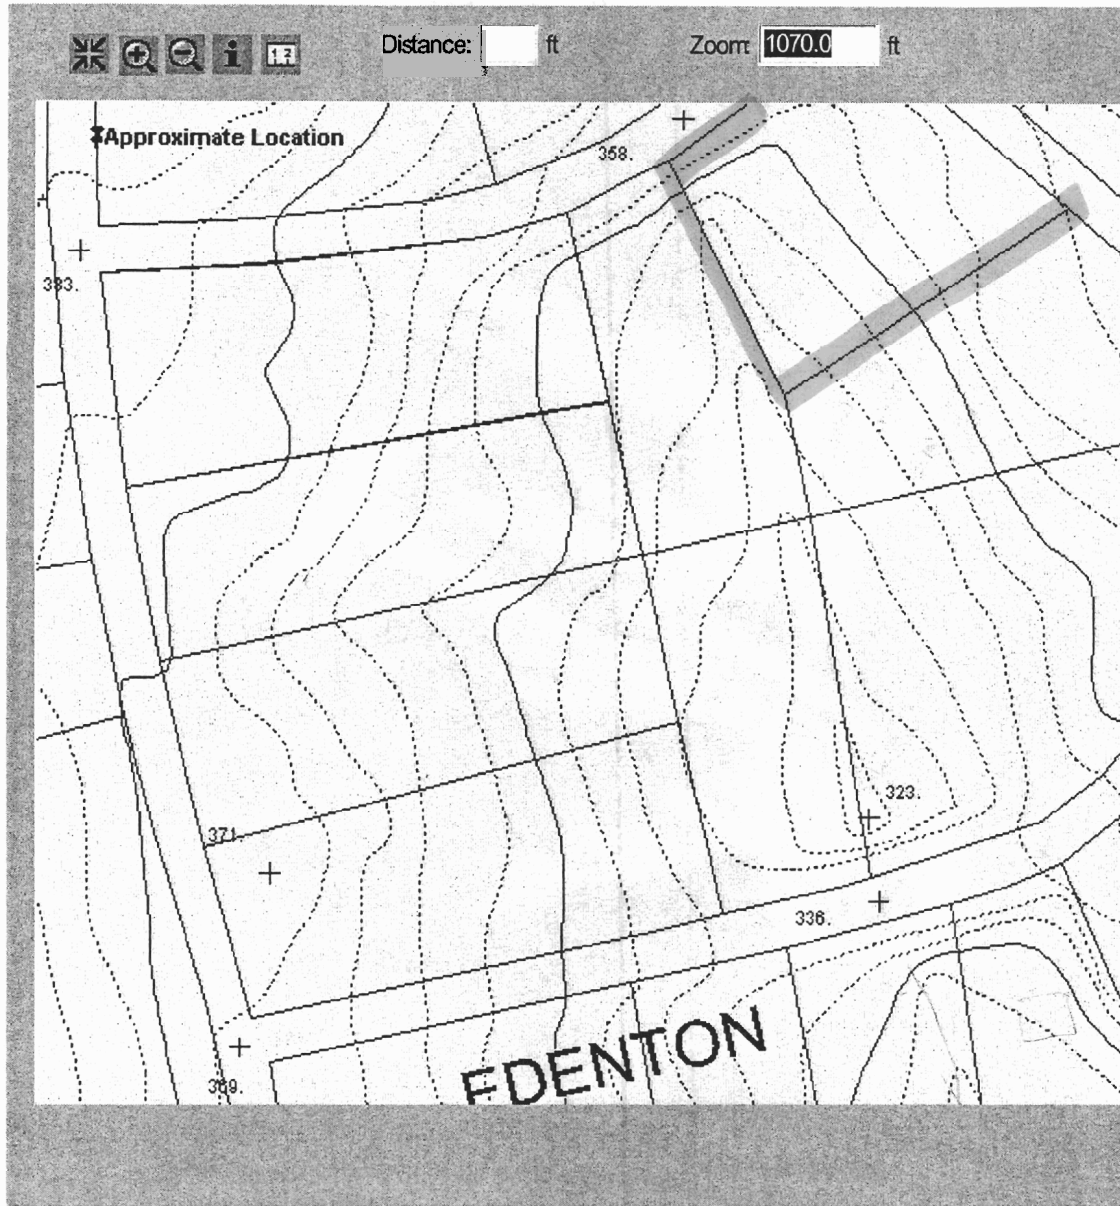 Distance: ft Zoom: 1070.0 ft
Approximate Location
358.
383.
371.
323.
336.
EDENTON
369.